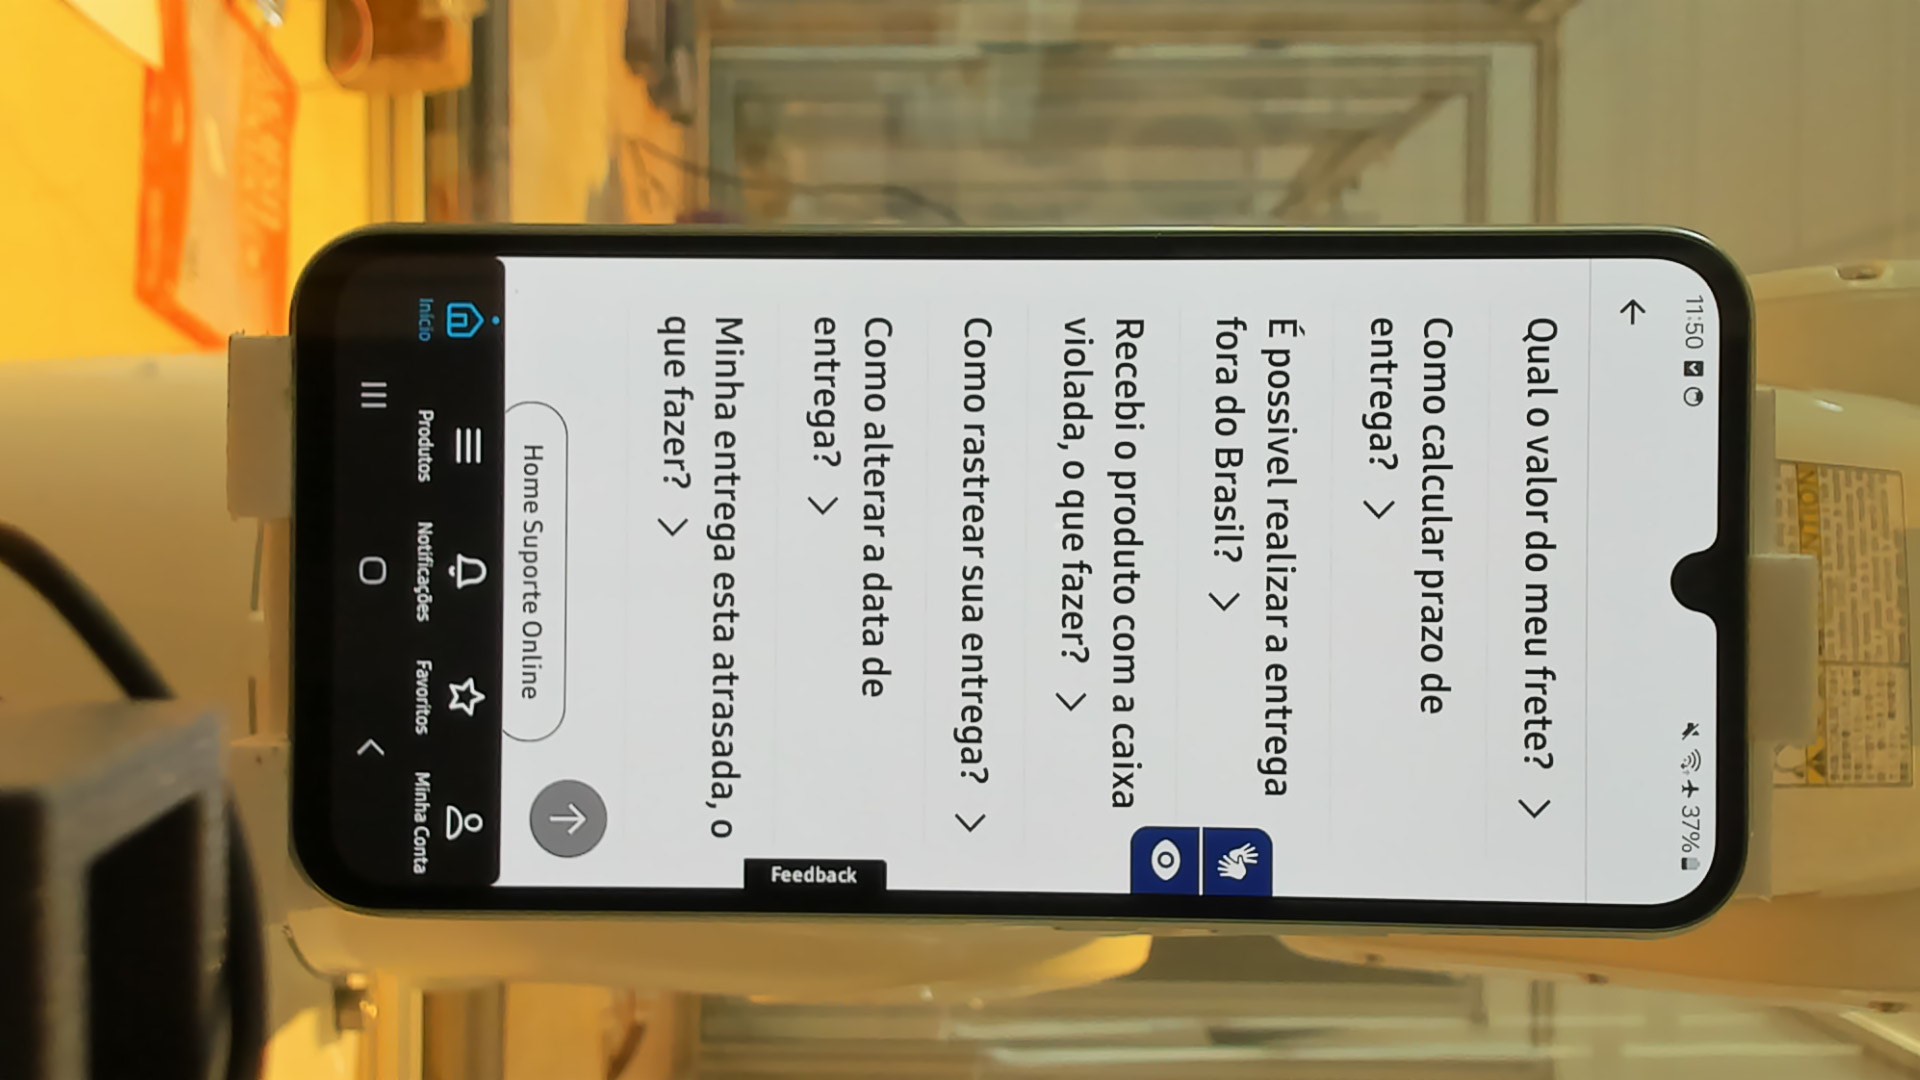 11:50
37%
Qual o valor do meu frete?
Como calcular prazo de
entrega?
É possivel realizar a entrega
fora do Brasil?
Recebi o produto com a caixa
violada, o que fazer?
Como rastrear sua entrega?
Como alterar a data de
entrega?
Minha entrega esta atrasada, o
que fazer?
Feedback
Home Suporte Online
Início
Produtos
Notificações
Favoritos
Minha Conta